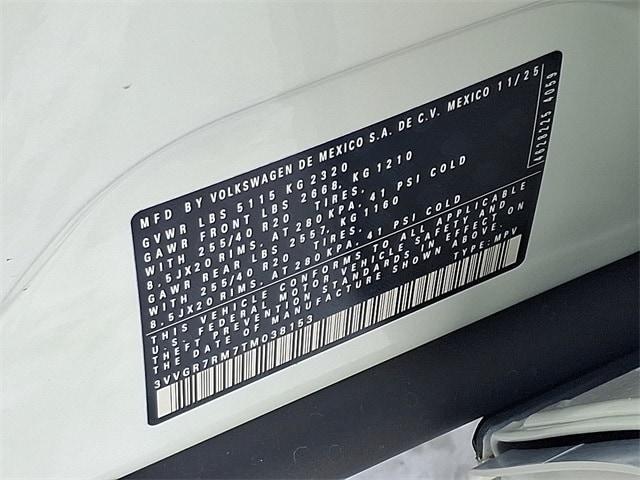 MFD BY VOLKSWAGEN DE MEXICO S.A. DE C.V. MEXICO 11/25
GVWR LBS 5115 KG 2320
GAWR FRONT LBS 2668, KG 1210
WITH 255/40 R20 TIRES.
8.5JX20 RIMS, AT 280KPA, 41 PSI COLD
GAWR REAR LBS 2557, KG1160
WITH 255/40 R20 TIRES.
8.5JX20 RIMS, AT 280KPA, 41 PSI COLD
THIS VEHICLE CONFORMS TO ALL APPLICABLE
U.S. FEDERAL MOTOR VEHICLE SAFETY AND
THEFT PREVENTION STANDARDS IN EFFECT ON
THE DATE OF MANUFACTURE SHOWN ABOVE.
3VVGR7RM7TM038153 TYPE: MPV
4628225 4059